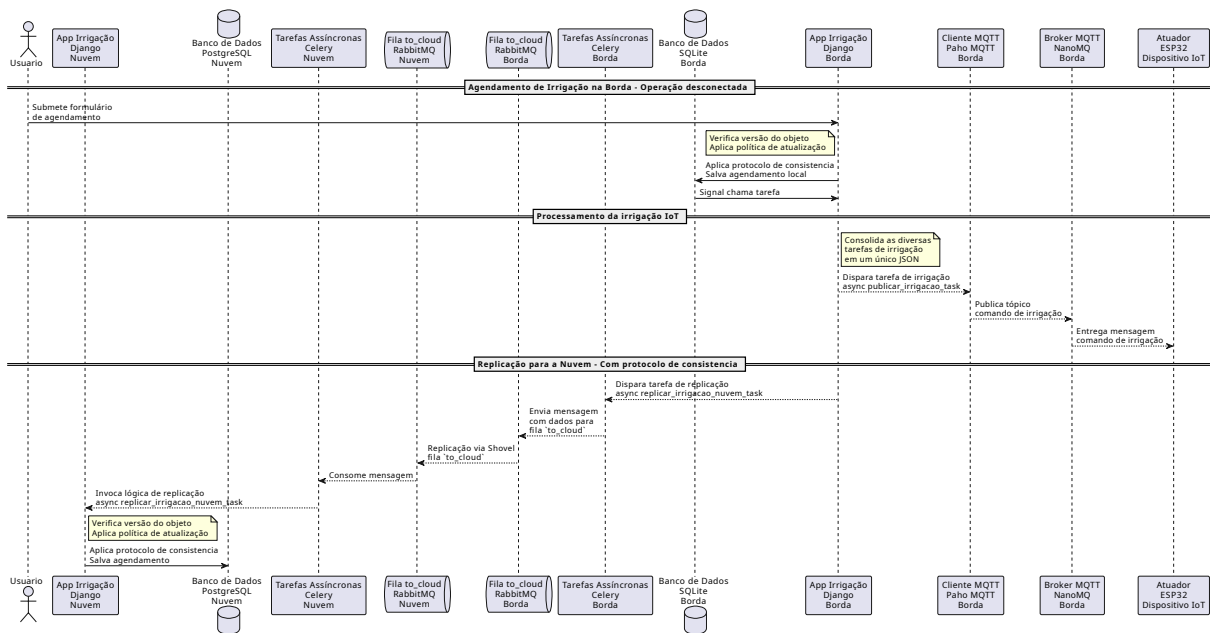 Usuario
App Irrigação
Django
Nuvem
Banco de Dados
PostgreSQL
Nuvem
Tarefas Assíncronas
Celery
Nuvem
Fila to_cloud
RabbitMQ
Nuvem
Fila to_cloud
RabbitMQ
Borda
Tarefas Assíncronas
Celery
Borda
Banco de Dados
SQLite
Borda
App Irrigação
Django
Borda
Cliente MQTT
Paho MQTT
Borda
Broker MQTT
NanoMQ
Borda
Atuador
ESP32
Dispositivo IoT
Agendamento de Irrigação na Borda - Operação desconectada
Submete formulário
de agendamento
Verifica versão do objeto
Aplica política de atualização
Aplica protocolo de consistencia
Salva agendamento local
Signal chama tarefa
Processamento da irrigação IoT
Consolida as diversas
tarefas de irrigação
em um único JSON
Dispara tarefa de irrigação
async publicar_irrigacao_task
Publica tópico
comando de irrigação
Entrega mensagem
comando de irrigação
Replicação para a Nuvem - Com protocolo de consistencia
Dispara tarefa de replicação
async replicar_irrigacao_nuvem_task
Envia mensagem
com dados para
fila `to_cloud`
Replicação via Shovel
fila `to_cloud`
Consome mensagem
Invoca lógica de replicação
async replicar_irrigacao_nuvem_task
Verifica versão do objeto
Aplica política de atualização
Aplica protocolo de consistencia
Salva agendamento
Usuario
App Irrigação
Django
Nuvem
Banco de Dados
PostgreSQL
Nuvem
Tarefas Assíncronas
Celery
Nuvem
Fila to_cloud
RabbitMQ
Nuvem
Fila to_cloud
RabbitMQ
Borda
Tarefas Assíncronas
Celery
Borda
Banco de Dados
SQLite
Borda
App Irrigação
Django
Borda
Cliente MQTT
Paho MQTT
Borda
Broker MQTT
NanoMQ
Borda
Atuador
ESP32
Dispositivo IoT